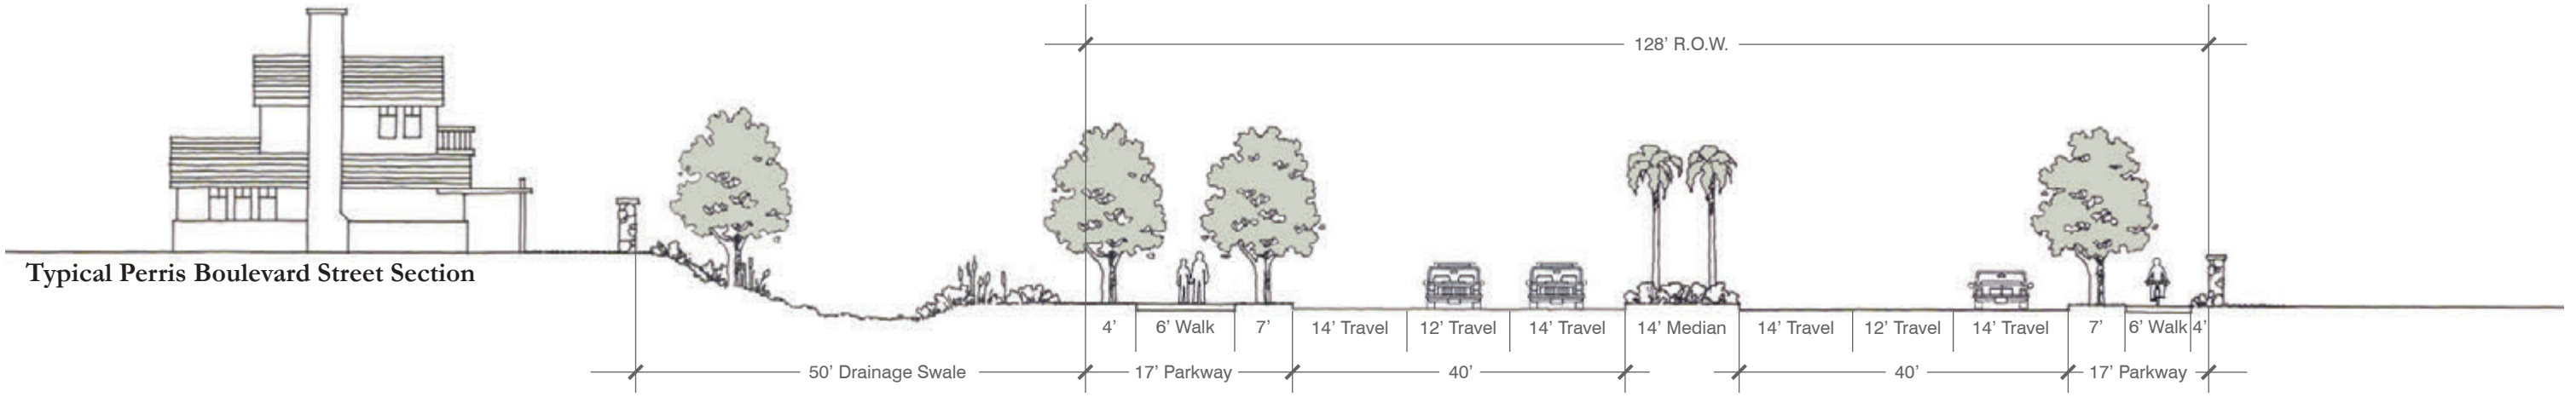 128’ R.O.W.
Typical Perris Boulevard Street Section
4’ 6’ Walk 7’ 14’ Travel 12’ Travel 14’ Travel 14’ Median 14’ Travel 12’ Travel 14’ Travel 7’ 6’ Walk 4’
50’ Drainage Swale 17’ Parkway 40’ 40’ 17’ Parkway